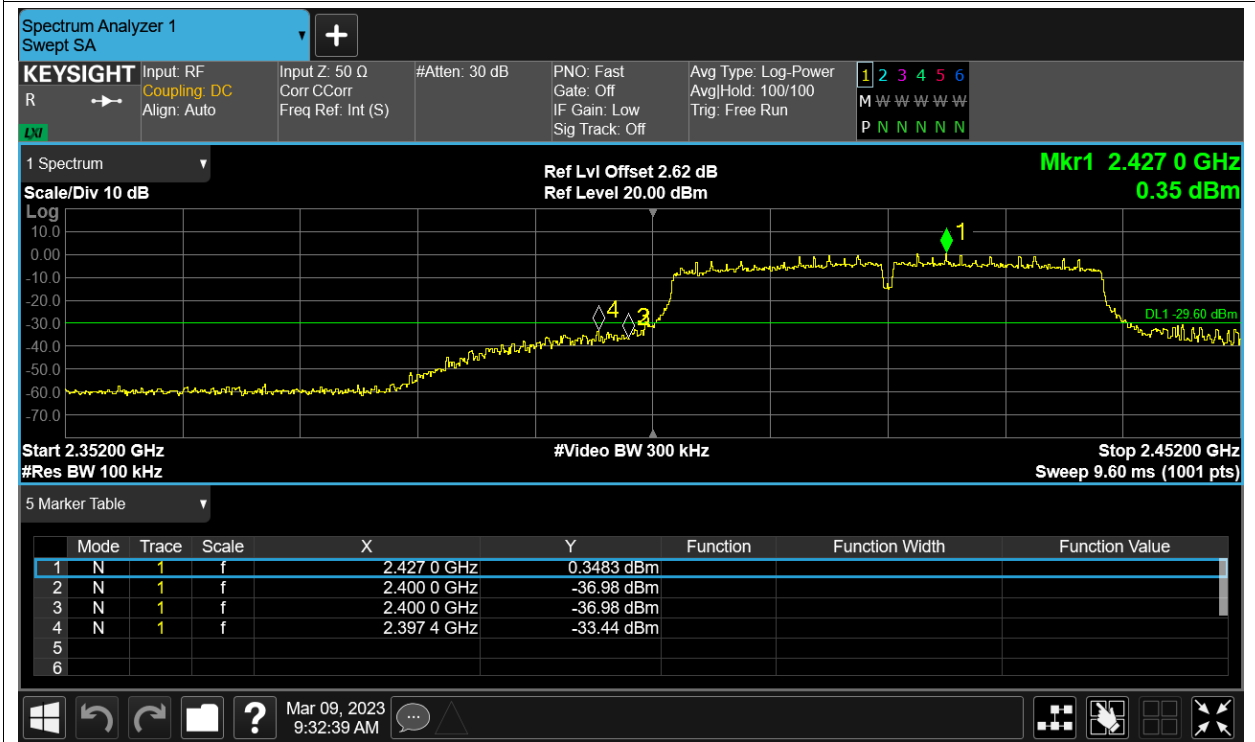 Spectrum Analyzer 1
Swept SA
+
KEYSIGHT
R
LXI
Input: RF
Coupling: DC
Align: Auto
Input Z: 50 Ω
Corr CCorr
Freq Ref: Int (S)
#Atten: 30 dB
PNO: Fast
Gate: Off
IF Gain: Low
Sig Track: Off
Avg Type: Log-Power
Avg|Hold: 100/100
Trig: Free Run
1 2 3 4 5 6
M W W W W W
P N N N N N
1 Spectrum
Scale/Div 10 dB
Ref Lvl Offset 2.62 dB
Ref Level 20.00 dBm
Mkr1 2.427 0 GHz
0.35 dBm
Log
10.0
0.00
-10.0
-20.0
-30.0
-40.0
-50.0
-60.0
-70.0
1
4
DL1 -29.60 dBm
Start 2.35200 GHz
#Res BW 100 kHz
#Video BW 300 kHz
Stop 2.45200 GHz
Sweep 9.60 ms (1001 pts)
5 Marker Table
Mode Trace Scale X Y Function Function Width Function Value
1 N 1 f 2.427 0 GHz 0.3483 dBm
2 N 1 f 2.400 0 GHz -36.98 dBm
3 N 1 f 2.400 0 GHz -36.98 dBm
4 N 1 f 2.397 4 GHz -33.44 dBm
5
6
?
Mar 09, 2023
9:32:39 AM